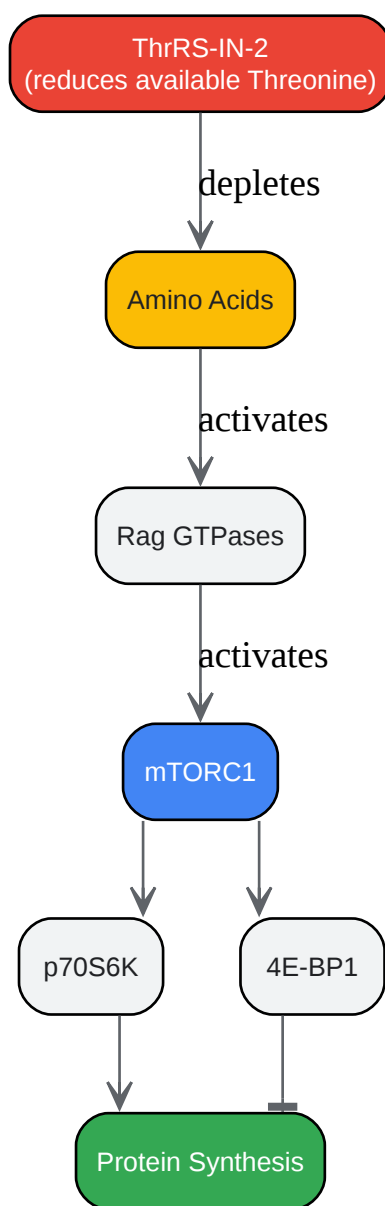 ThrRS-IN-2
(reduces available Threonine)
depletes
Amino Acids
activates
Rag GTPases
activates
mTORC1
p70S6K
4E-BP1
Protein Synthesis